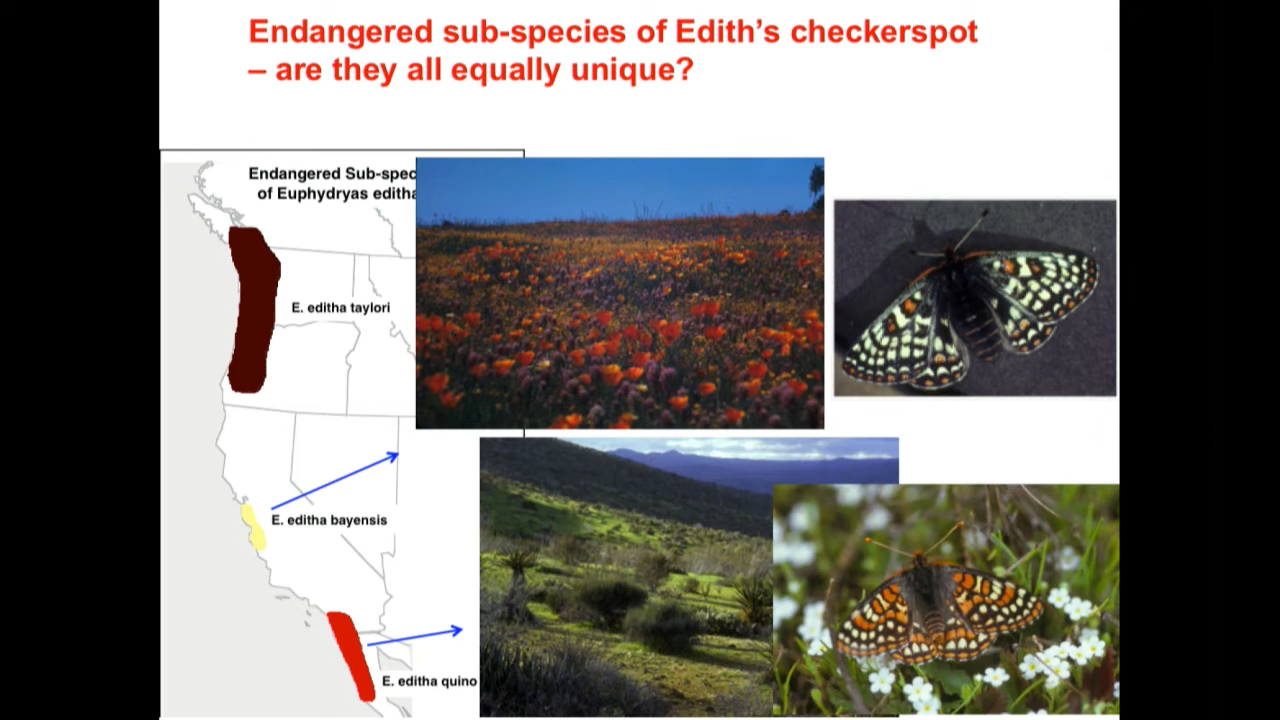 Endangered sub-species of Edith's checkerspot
– are they all equally unique?
Endangered Sub-spec
of Euphydryas editha
E. editha taylori
E. editha bayensis
E. editha quino